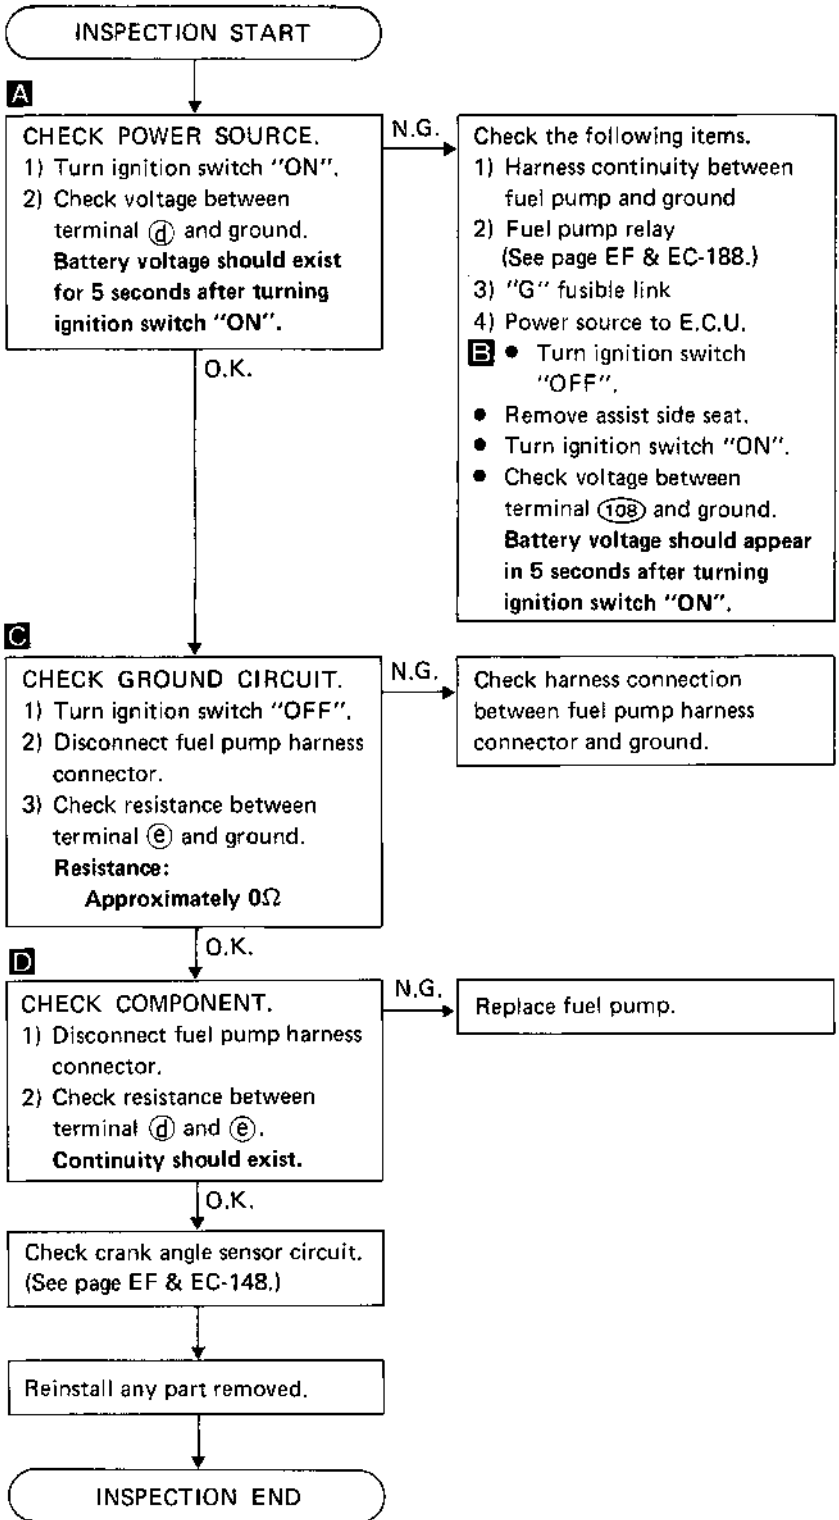 INSPECTION START
A
CHECK POWER SOURCE.
1) Turn ignition switch "ON".
2) Check voltage between
terminal ⓓ and ground.
Battery voltage should exist
for 5 seconds after turning
ignition switch "ON".
N.G.
Check the following items.
1) Harness continuity between
fuel pump and ground
2) Fuel pump relay
(See page EF & EC-188.)
3) "G" fusible link
4) Power source to E.C.U.
B ● Turn ignition switch
"OFF".
● Remove assist side seat.
● Turn ignition switch "ON".
● Check voltage between
terminal (108) and ground.
Battery voltage should appear
in 5 seconds after turning
ignition switch "ON".
O.K.
C
CHECK GROUND CIRCUIT.
1) Turn ignition switch "OFF".
2) Disconnect fuel pump harness
connector.
3) Check resistance between
terminal ⓔ and ground.
Resistance:
Approximately 0Ω
N.G.
Check harness connection
between fuel pump harness
connector and ground.
O.K.
D
CHECK COMPONENT.
1) Disconnect fuel pump harness
connector.
2) Check resistance between
terminal ⓓ and ⓔ.
Continuity should exist.
N.G.
Replace fuel pump.
O.K.
Check crank angle sensor circuit.
(See page EF & EC-148.)
Reinstall any part removed.
INSPECTION END